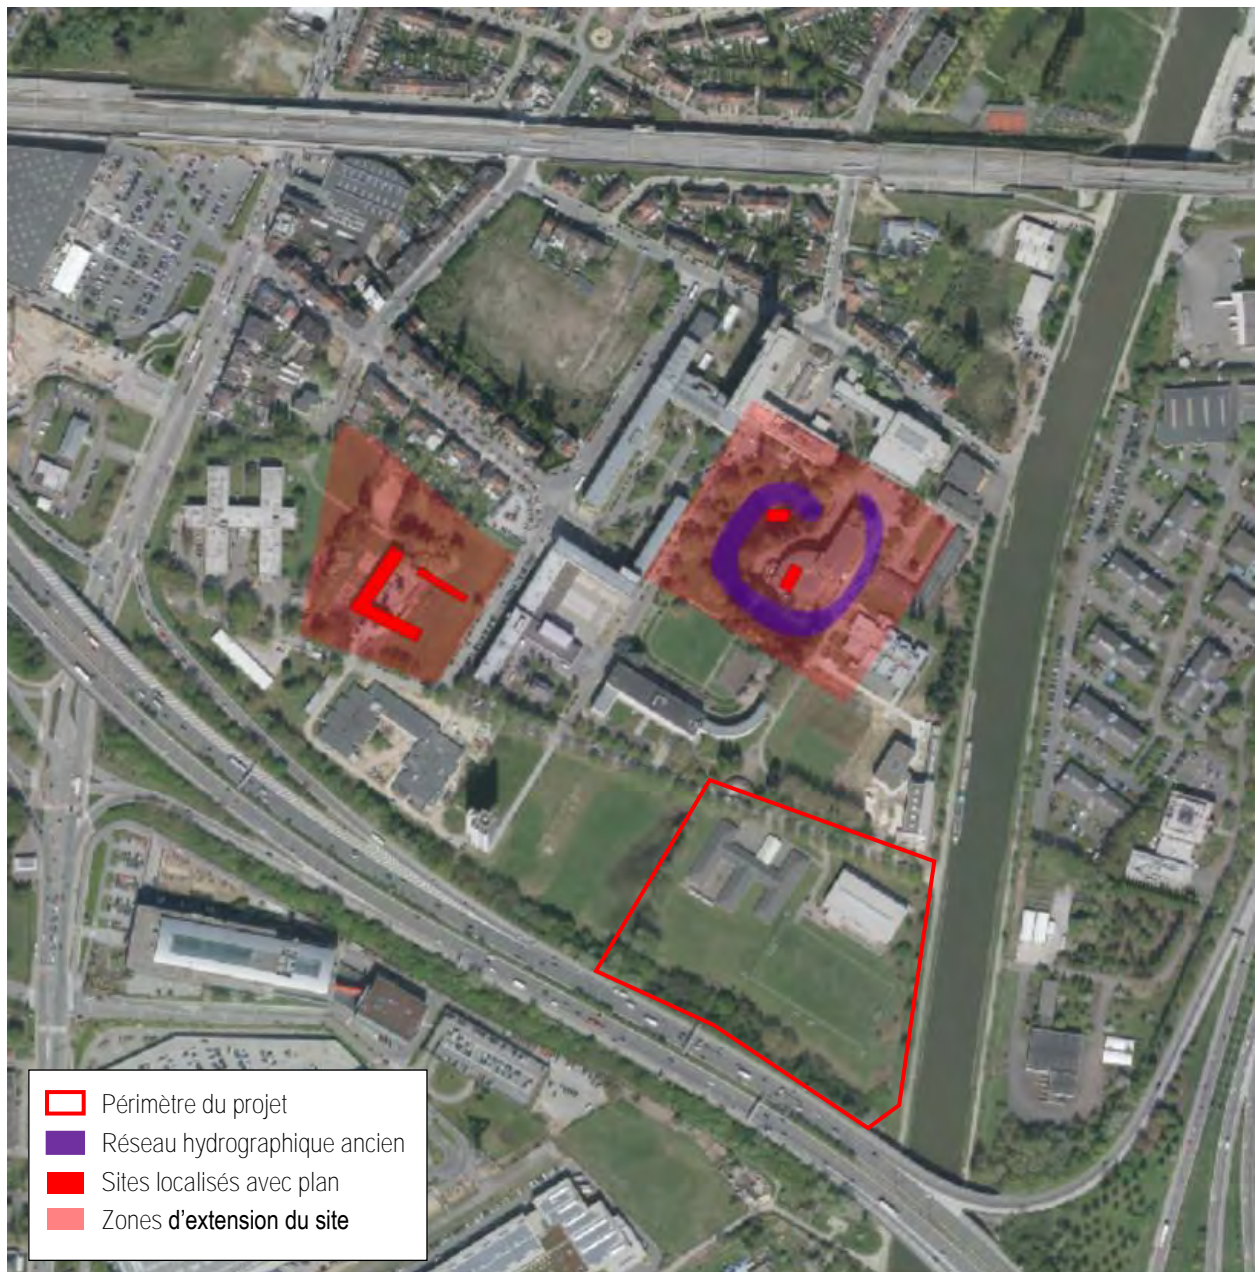 Périmètre du projet
Réseau hydrographique ancien
Sites localisés avec plan
Zones d'extension du site